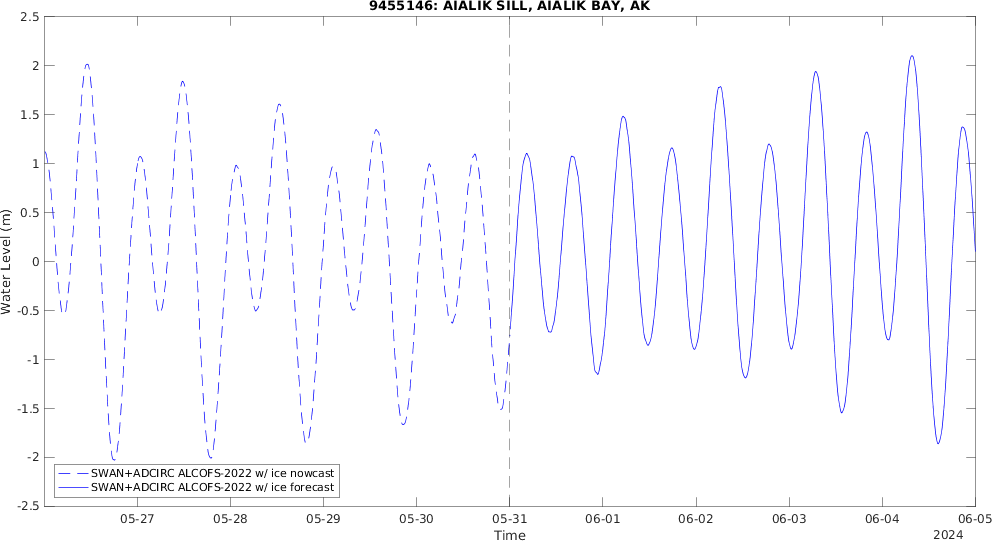 9455146: AIALIK SILL, AIALIK BAY, AK
2.5
2
1.5
1
0.5
0
-0.5
-1
-1.5
-2
-2.5
Water Level (m)
SWAN+ADCIRC ALCOFS-2022 w/ ice nowcast
SWAN+ADCIRC ALCOFS-2022 w/ ice forecast
05-27 05-28 05-29 05-30 05-31 06-01 06-02 06-03 06-04 06-05
Time
2024